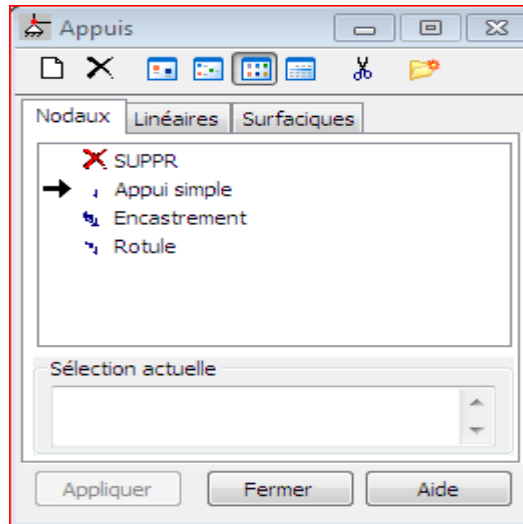 Appuis
Nodaux Linéaires Surfaciques
SUPPR
Appui simple
Encastrement
Rotule
Sélection actuelle
Appliquer Fermer Aide